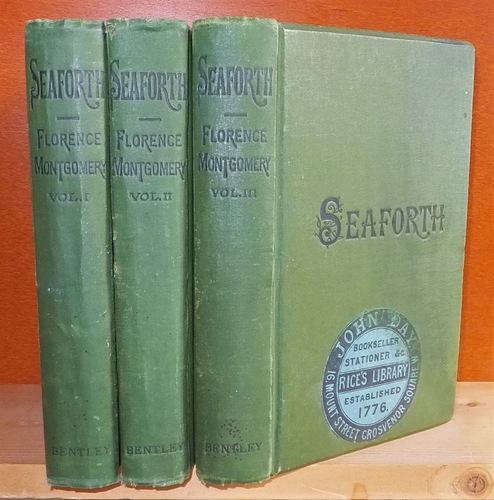 SEAFORTH
FLORENCE
MONTGOMERY
VOL. I
BENTLEY
SEAFORTH
FLORENCE
MONTGOMERY
VOL. II
BENTLEY
SEAFORTH
FLORENCE
MONTGOMERY
VOL. III
BENTLEY
SEAFORTH
JOHN DAY
BOOKSELLER
STATIONER &c.
RICE'S LIBRARY
ESTABLISHED
1776.
16, MOUNT STREET GROSVENOR SQUARE W